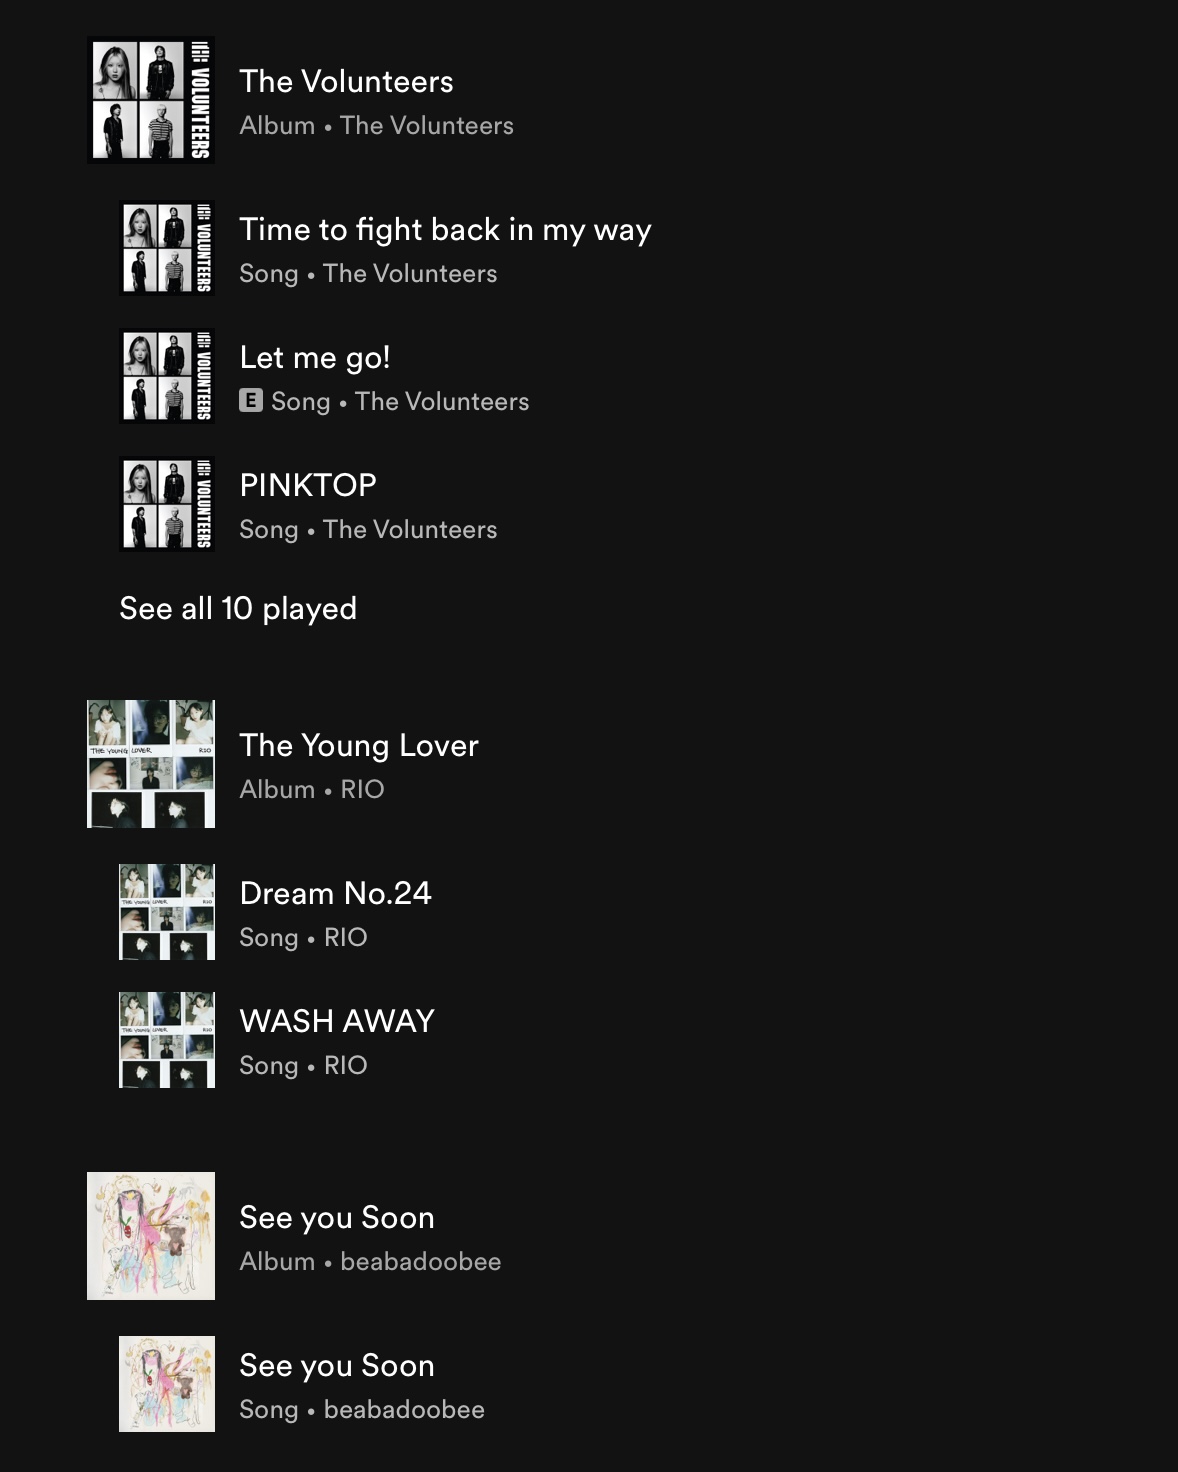 VOLUNTEERS
The Volunteers
Album • The Volunteers
VOLUNTEERS
Time to fight back in my way
Song • The Volunteers
VOLUNTEERS
Let me go!
E Song • The Volunteers
VOLUNTEERS
PINKTOP
Song • The Volunteers
See all 10 played
THE YOUNG LOVER RIO
The Young Lover
Album • RIO
THE YOUNG LOVER RIO
Dream No.24
Song • RIO
THE YOUNG LOVER RIO
WASH AWAY
Song • RIO
See you Soon
Album • beabadoobee
See you Soon
Song • beabadoobee